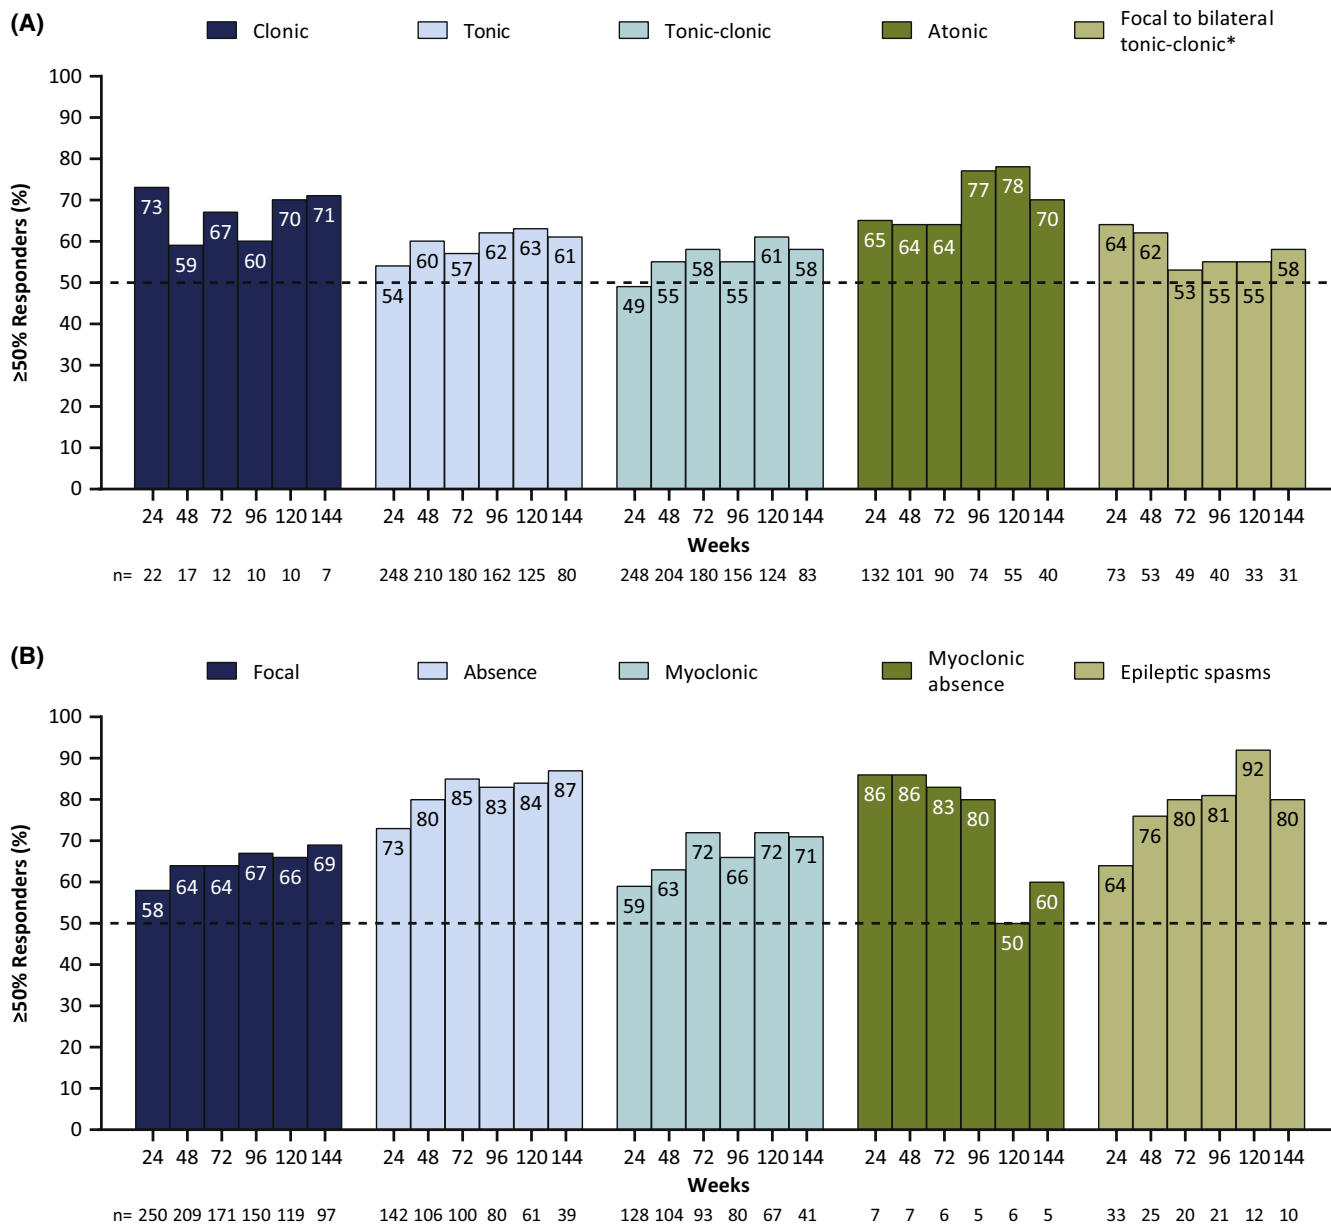 (A)
Clonic
Tonic
Tonic-clonic
Atonic
Focal to bilateral
tonic-clonic*
≥50% Responders (%)
100
90
80
70
60
50
40
30
20
10
0
73 59 67 60 70 71
54 60 57 62 63 61
49 55 58 55 61 58
65 64 64 77 78 70
64 62 53 55 55 58
24 48 72 96 120 144 24 48 72 96 120 144 24 48 72 96 120 144 24 48 72 96 120 144 24 48 72 96 120 144
Weeks
n= 22 17 12 10 10 7 248 210 180 162 125 80 248 204 180 156 124 83 132 101 90 74 55 40 73 53 49 40 33 31
(B)
Focal
Absence
Myoclonic
Myoclonic
absence
Epileptic spasms
≥50% Responders (%)
100
90
80
70
60
50
40
30
20
10
0
58 64 64 67 66 69
73 80 85 83 84 87
59 63 72 66 72 71
86 86 83 80 50 60
64 76 80 81 92 80
24 48 72 96 120 144 24 48 72 96 120 144 24 48 72 96 120 144 24 48 72 96 120 144 24 48 72 96 120 144
Weeks
n= 250 209 171 150 119 97 142 106 100 80 61 39 128 104 93 80 67 41 7 7 6 5 6 5 33 25 20 21 12 10